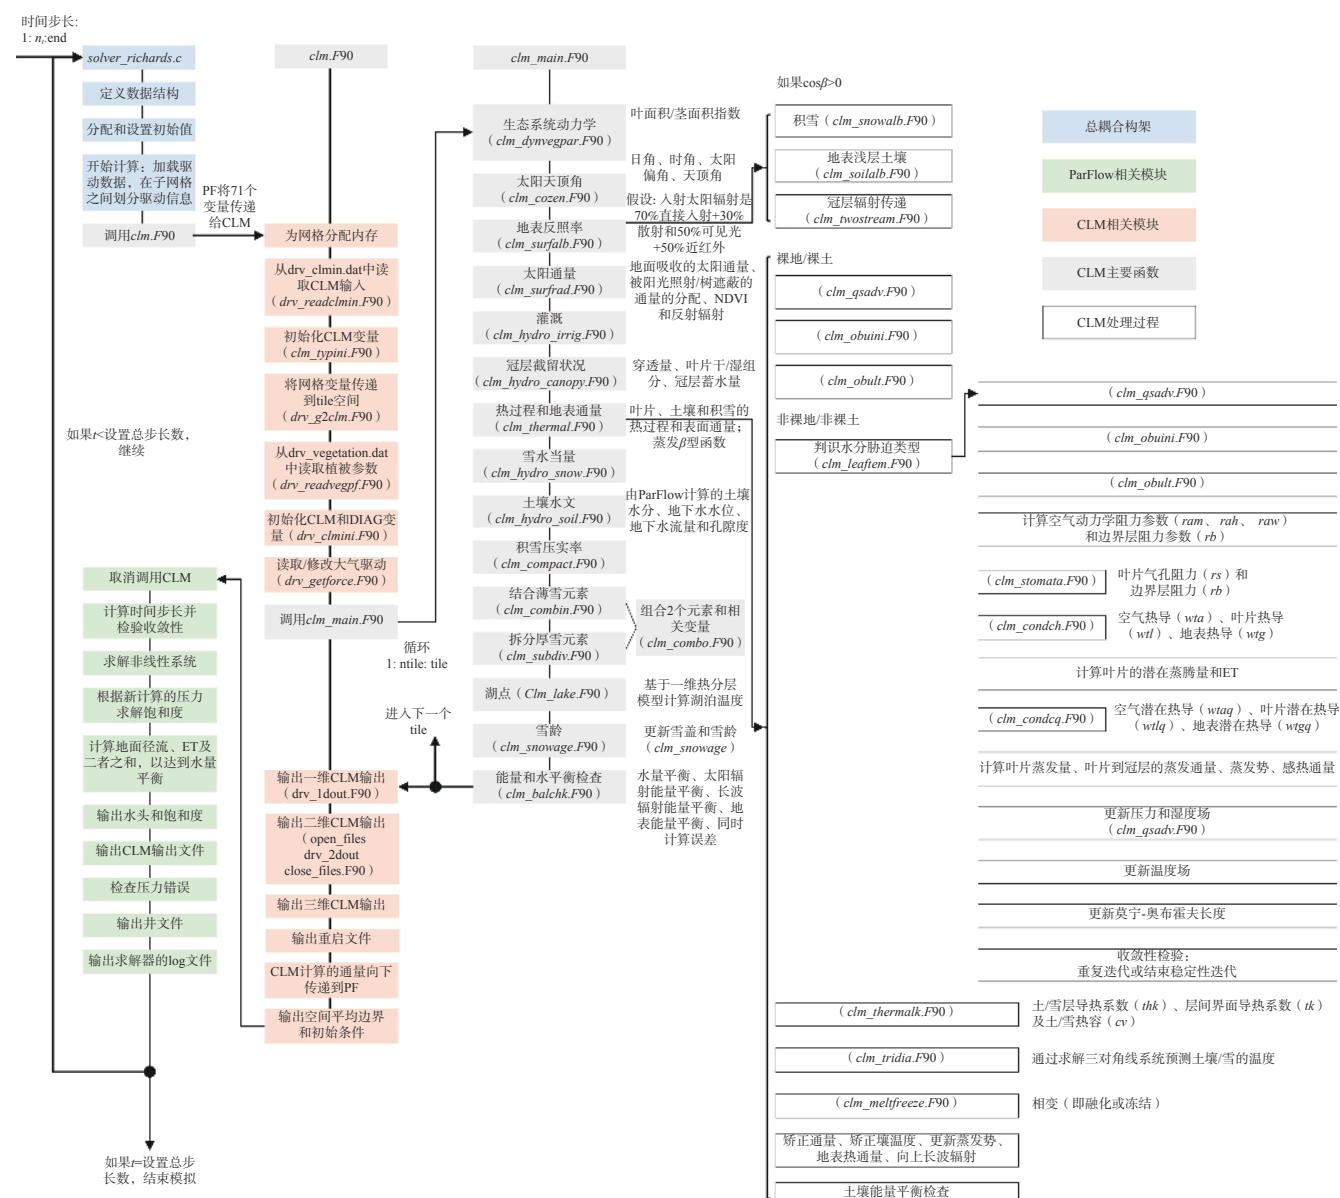 时间步长:
1: nt:end
solver_richards.c
定义数据结构
分配和设置初始值
开始计算：加载驱
动数据，在子网格
之间划分驱动信息
调用clm.F90
PF将71个
变量传递
给CLM
如果t<设置总步长数，
继续
取消调用CLM
计算时间步长并
检验收敛性
求解非线性系统
根据新计算的压力
求解饱和度
计算地面径流、ET及
二者之和，以达到水量
平衡
输出水头和饱和度
输出CLM输出文件
检查压力错误
输出井文件
输出求解器的log文件
如果t=设置总步
长数，结束模拟
clm.F90
为网格分配内存
从drv_clmin.dat中读
取CLM输入
（drv_readclmin.F90）
初始化CLM变量
（clm_typini.F90）
将网格变量传递
到tile空间
（drv_g2clm.F90）
从drv_vegetation.dat
中读取植被参数
（drv_readvegpf.F90）
初始化CLM和DIAG变
量（drv_clmini.F90）
读取/修改大气驱动
（drv_getforce.F90）
调用clm_main.F90
循环
1: ntile: tile
进入下一个
tile
输出一维CLM输出
（drv_1dout.F90）
输出二维CLM输出
（open_files
drv_2dout
close_files.F90）
输出三维CLM输出
输出重启文件
CLM计算的通量向下
传递到PF
输出空间平均边界
和初始条件
clm_main.F90
生态系统动力学
（clm_dynvegpar.F90）
叶面积/茎面积指数
太阳天顶角
（clm_cozen.F90）
日角、时角、太阳
偏角、天顶角
地表反照率
（clm_surfalb.F90）
假设: 入射太阳辐射是
70%直接入射+30%
散射和50%可见光
+50%近红外
太阳通量
（clm_surfrad.F90）
地面吸收的太阳通量、
被阳光照射/树遮蔽的
通量的分配、NDVI
和反射辐射
灌溉
（clm_hydro_irrig.F90）
冠层截留状况
（clm_hydro_canopy.F90）
穿透量、叶片干/湿组
分、冠层蓄水量
热过程和地表通量
（clm_thermal.F90）
叶片、土壤和积雪的
热过程和表面通量；
蒸发β型函数
雪水当量
（clm_hydro_snow.F90）
土壤水文
（clm_hydro_soil.F90）
由ParFlow计算的土壤
水分、地下水水位、
地下水流量和孔隙度
积雪压实率
（clm_compact.F90）
结合薄雪元素
（clm_combin.F90）
拆分厚雪元素
（clm_subdiv.F90）
组合2个元素和相
关变量
（clm_combo.F90）
湖点（Clm_lake.F90）
基于一维热分层
模型计算湖泊温度
雪龄
（clm_snowage.F90）
更新雪盖和雪龄
（clm_snowage）
能量和水平衡检查
（clm_balchk.F90）
水量平衡、太阳辐
射能量平衡、长波
辐射能量平衡、地
表能量平衡、同时
计算误差
如果cosβ>0
积雪（clm_snowalb.F90）
地表浅层土壤
（clm_soilalb.F90）
冠层辐射传递
（clm_twostream.F90）
裸地/裸土
（clm_qsadv.F90）
（clm_obuini.F90）
（clm_obult.F90）
非裸地/非裸土
判识水分胁迫类型
（clm_leaftem.F90）
总耦合构架
ParFlow相关模块
CLM相关模块
CLM主要函数
CLM处理过程
（clm_qsadv.F90）
（clm_obuini.F90）
（clm_obult.F90）
计算空气动力学阻力参数（ram、rah、raw）
和边界层阻力参数（rb）
（clm_stomata.F90）
叶片气孔阻力（rs）和
边界层阻力（rb）
（clm_condch.F90）
空气热导（wta）、叶片热导
（wtl）、地表热导（wtg）
计算叶片的潜在蒸腾量和ET
（clm_condcq.F90）
空气潜在热导（wtaq）、叶片潜在热导
（wtlq）、地表潜在热导（wtgq）
计算叶片蒸发量、叶片到冠层的蒸发通量、蒸发势、感热通量
更新压力和湿度场
（clm_qsadv.F90）
更新温度场
更新莫宁-奥布霍夫长度
收敛性检验：
重复迭代或结束稳定性迭代
（clm_thermalk.F90）
土/雪层导热系数（thk）、层间界面导热系数（tk）
及土/雪热容（cv）
（clm_tridia.F90）
通过求解三对角线系统预测土壤/雪的温度
（clm_meltfreeze.F90）
相变（即融化或冻结）
矫正通量、矫正壤温度、更新蒸发势、
地表热通量、向上长波辐射
土壤能量平衡检查